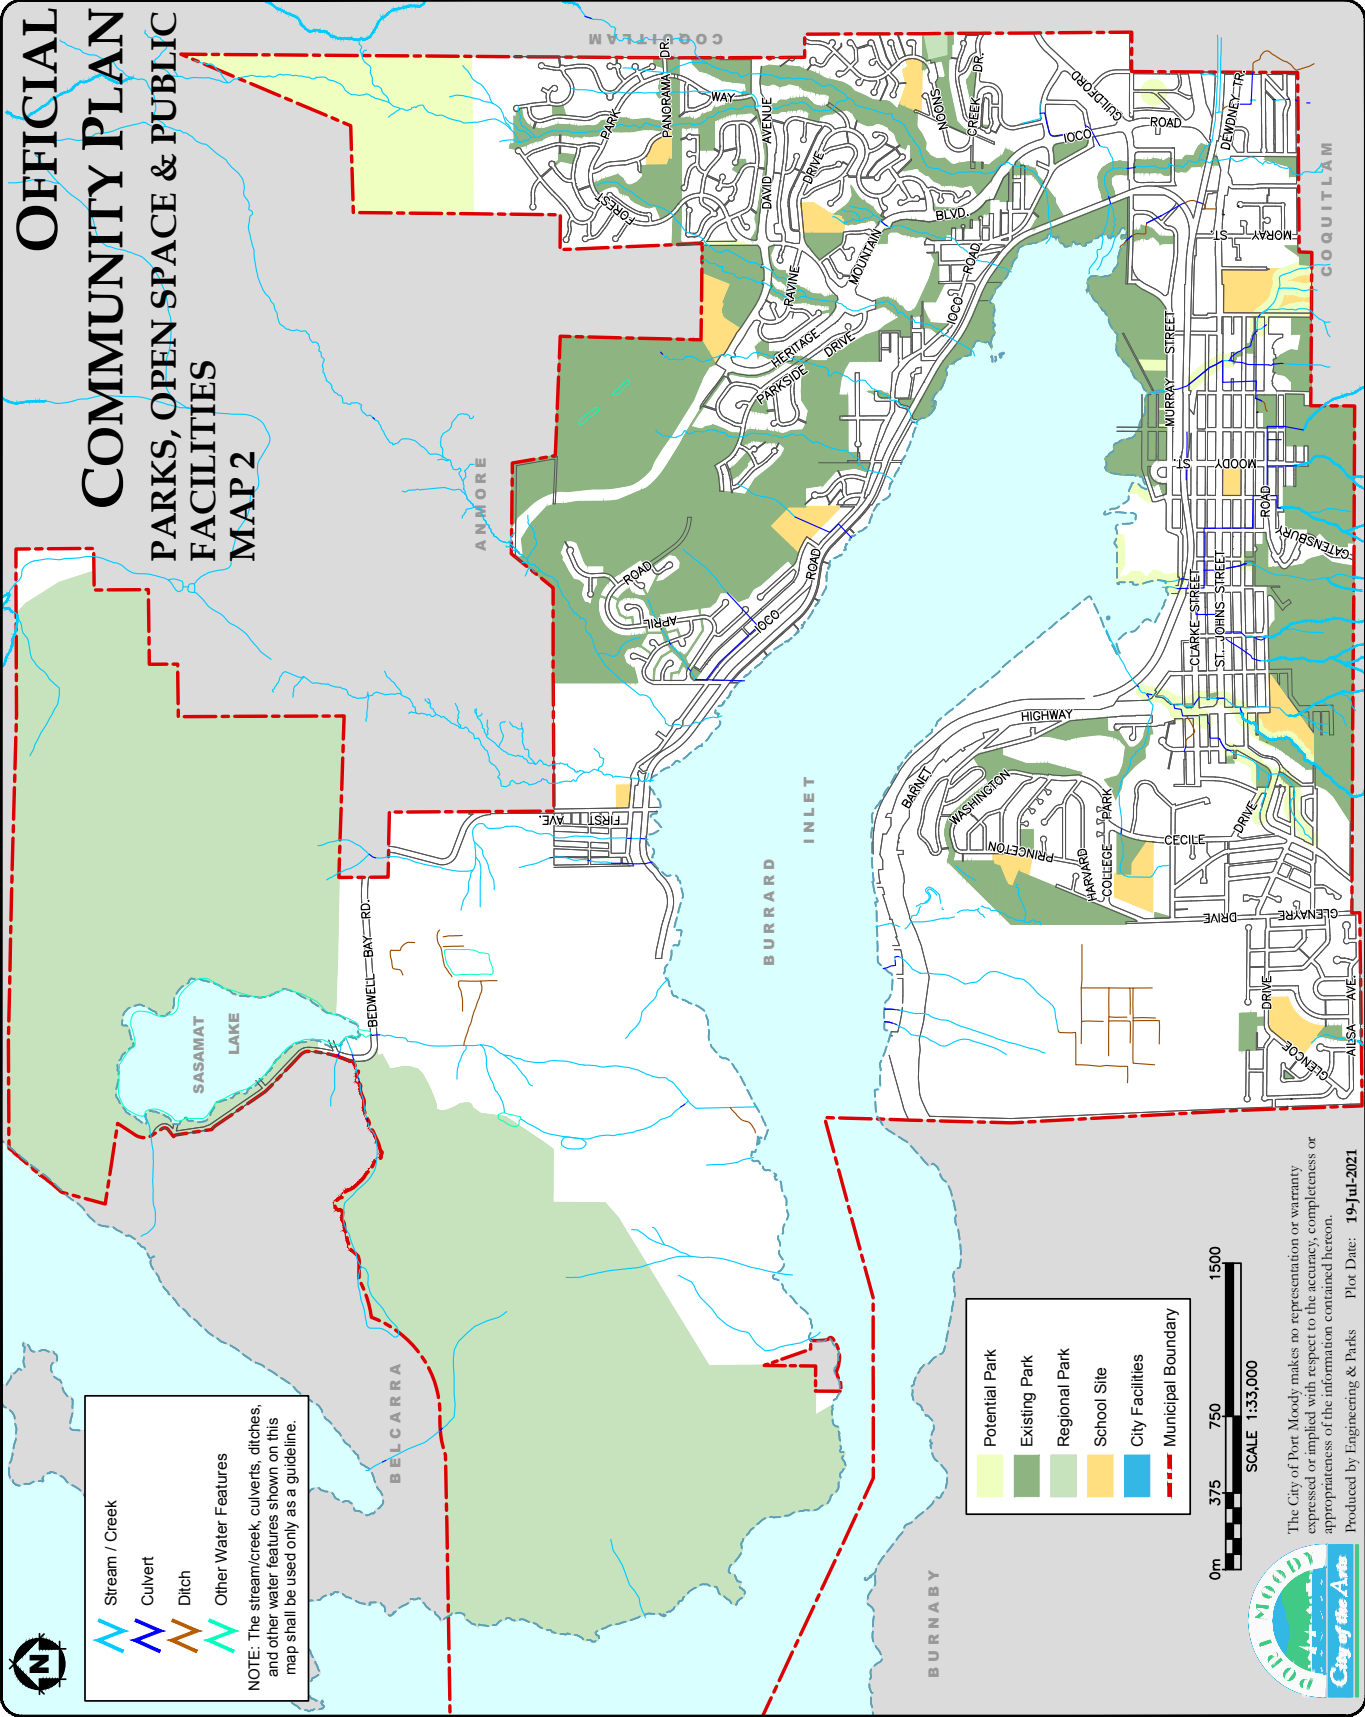 OFFICIAL
COMMUNITY PLAN
PARKS, OPEN SPACE & PUBLIC
FACILITIES
MAP 2
N
Stream / Creek
Culvert
Ditch
Other Water Features
NOTE: The stream/creek, culverts, ditches,
and other water features shown on this
map shall be used only as a guideline.
COQUITLAM
ANMORE
BELCARRA
SASAMAT
LAKE
BURRARD
INLET
BURNABY
COQUITLAM
BEDWELL BAY RD.
FIRST AVE.
IOCO
ROAD
APRIL
ROAD
PARKSIDE
DRIVE
HERITAGE
RAVINE
MOUNTAIN
BLVD.
DAVID
AVENUE
DRIVE
FOREST
PARK
WAY
PANORAMA DR.
NOONS
CREEK
DR.
IOCO
ROAD
GUILDFORD
IOCO
ROAD
DEWDNEY TR.
MORAY ST.
MURRAY STREET
MOODY ST.
CLARKE STREET
ST. JOHNS STREET
ROAD
GATENSBURY
BARNET
HIGHWAY
WASHINGTON
PRINCETON
HARVARD
COLLEGE PARK
CECILE
DRIVE
GLENAYRE
DRIVE
DRIVE
GLENCOE
AILSA AVE.
Potential Park
Existing Park
Regional Park
School Site
City Facilities
Municipal Boundary
0m 375 750 1500
SCALE 1:33,000
PORT MOODY
City of the Arts
The City of Port Moody makes no representation or warranty
expressed or implied with respect to the accuracy, completeness or
appropriateness of the information contained hereon.
Produced by Engineering & Parks Plot Date: 19-Jul-2021